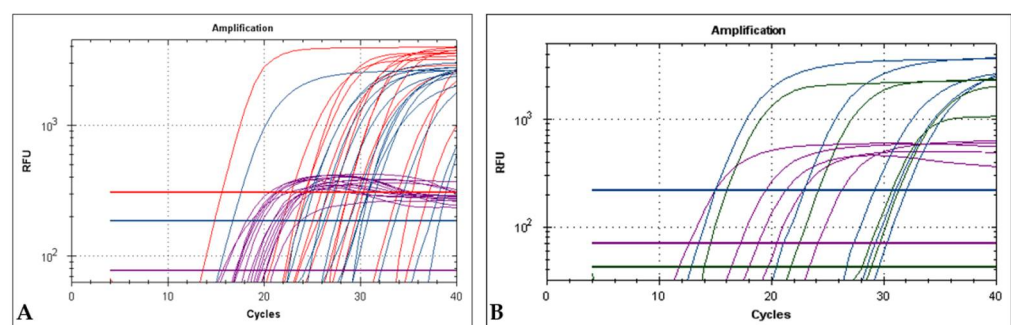 Amplification
RFU
10³
10²
0 10 20 30 40
Cycles
A
Amplification
RFU
10³
10²
0 10 20 30 40
Cycles
B